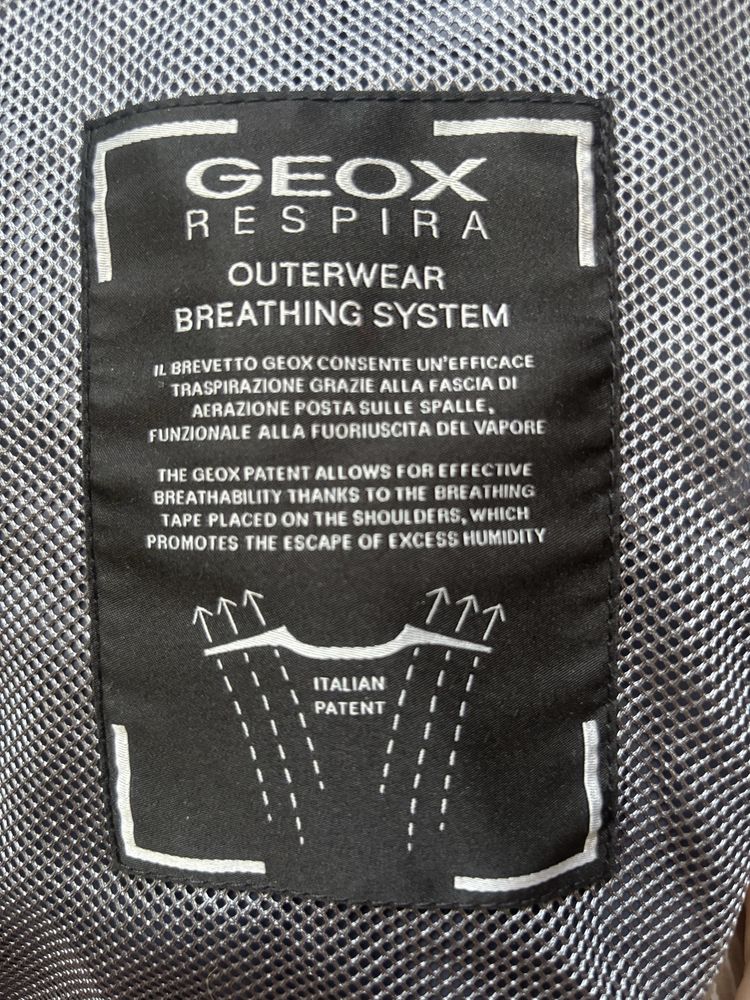 GEOX
RESPIRA
OUTERWEAR
BREATHING SYSTEM
IL BREVETTO GEOX CONSENTE UN'EFFICACE
TRASPIRAZIONE GRAZIE ALLA FASCIA DI
AERAZIONE POSTA SULLE SPALLE,
FUNZIONALE ALLA FUORIUSCITA DEL VAPORE
THE GEOX PATENT ALLOWS FOR EFFECTIVE
BREATHABILITY THANKS TO THE BREATHING
TAPE PLACED ON THE SHOULDERS, WHICH
PROMOTES THE ESCAPE OF EXCESS HUMIDITY
ITALIAN
PATENT